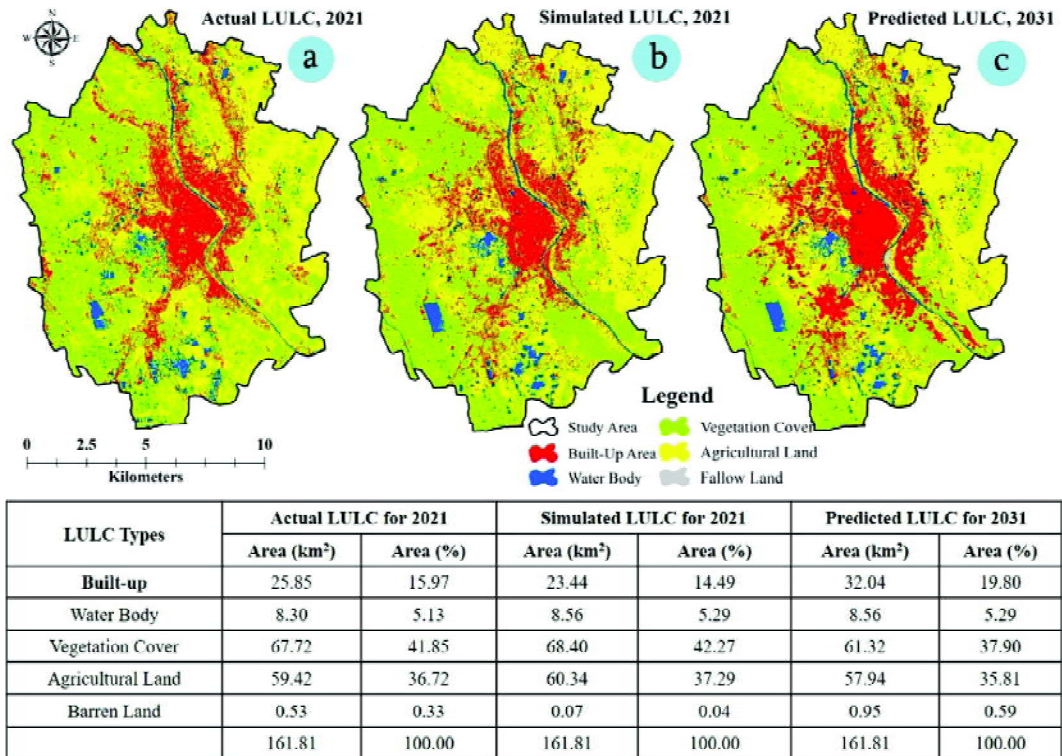 Actual LULC, 2021 Simulated LULC, 2021 Predicted LULC, 2031
N
W E
S
a b c
Legend
Study Area Vegetation Cover
Built-Up Area Agricultural Land
Water Body Fallow Land
0 2.5 5 10
Kilometers
LULC Types Actual LULC for 2021 Simulated LULC for 2021 Predicted LULC for 2031
Area (km²) Area (%) Area (km²) Area (%) Area (km²) Area (%)
Built-up 25.85 15.97 23.44 14.49 32.04 19.80
Water Body 8.30 5.13 8.56 5.29 8.56 5.29
Vegetation Cover 67.72 41.85 68.40 42.27 61.32 37.90
Agricultural Land 59.42 36.72 60.34 37.29 57.94 35.81
Barren Land 0.53 0.33 0.07 0.04 0.95 0.59
161.81 100.00 161.81 100.00 161.81 100.00